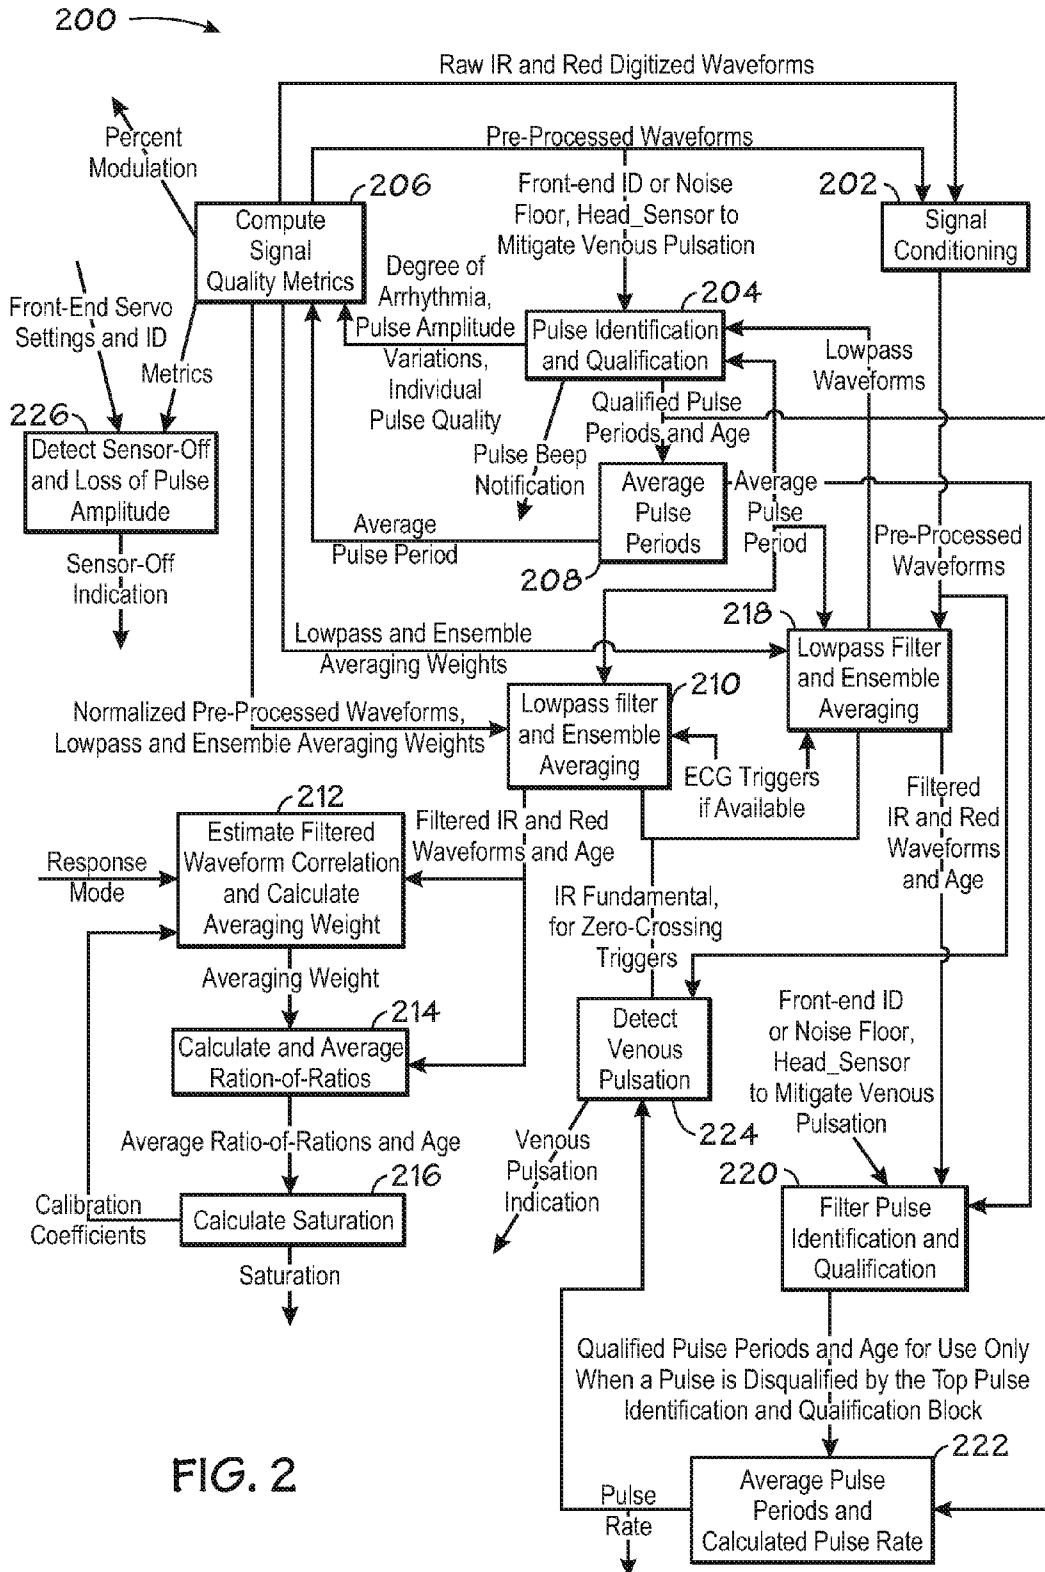 200
Raw IR and Red Digitized Waveforms
Percent
Modulation
Pre-Processed Waveforms
206
Compute
Signal
Quality Metrics
Front-end ID or Noise
Floor, Head_Sensor to
Mitigate Venous Pulsation
202
Signal
Conditioning
Degree of
Arrhythmia,
Pulse Amplitude
Variations,
Individual
Pulse Quality
204
Pulse Identification
and Qualification
Lowpass
Waveforms
Front-End Servo
Settings and ID
Metrics
226
Detect Sensor-Off
and Loss of Pulse
Amplitude
Sensor-Off
Indication
Qualified Pulse
Periods and Age
Pulse Beep
Notification
Average
Pulse
Periods
208
Average
Pulse
Period
Average
Pulse Period
Pre-Processed
Waveforms
Lowpass and Ensemble
Averaging Weights
218
Lowpass Filter
and Ensemble
Averaging
Normalized Pre-Processed Waveforms,
Lowpass and Ensemble Averaging Weights
210
Lowpass filter
and Ensemble
Averaging
ECG Triggers
if Available
Filtered
IR and Red
Waveforms
and Age
212
Estimate Filtered
Waveform Correlation
and Calculate
Averaging Weight
Response
Mode
Filtered IR and Red
Waveforms and Age
IR Fundamental,
for Zero-Crossing
Triggers
Averaging Weight
214
Calculate and Average
Ration-of-Ratios
Detect
Venous
Pulsation
224
Front-end ID
or Noise Floor,
Head_Sensor
to Mitigate Venous
Pulsation
Average Ratio-of-Rations and Age
216
Calculate Saturation
Calibration
Coefficients
Saturation
Venous
Pulsation
Indication
220
Filter Pulse
Identification and
Qualification
Qualified Pulse Periods and Age for Use Only
When a Pulse is Disqualified by the Top Pulse
Identification and Qualification Block
222
Average Pulse
Periods and
Calculated Pulse Rate
Pulse
Rate
FIG. 2